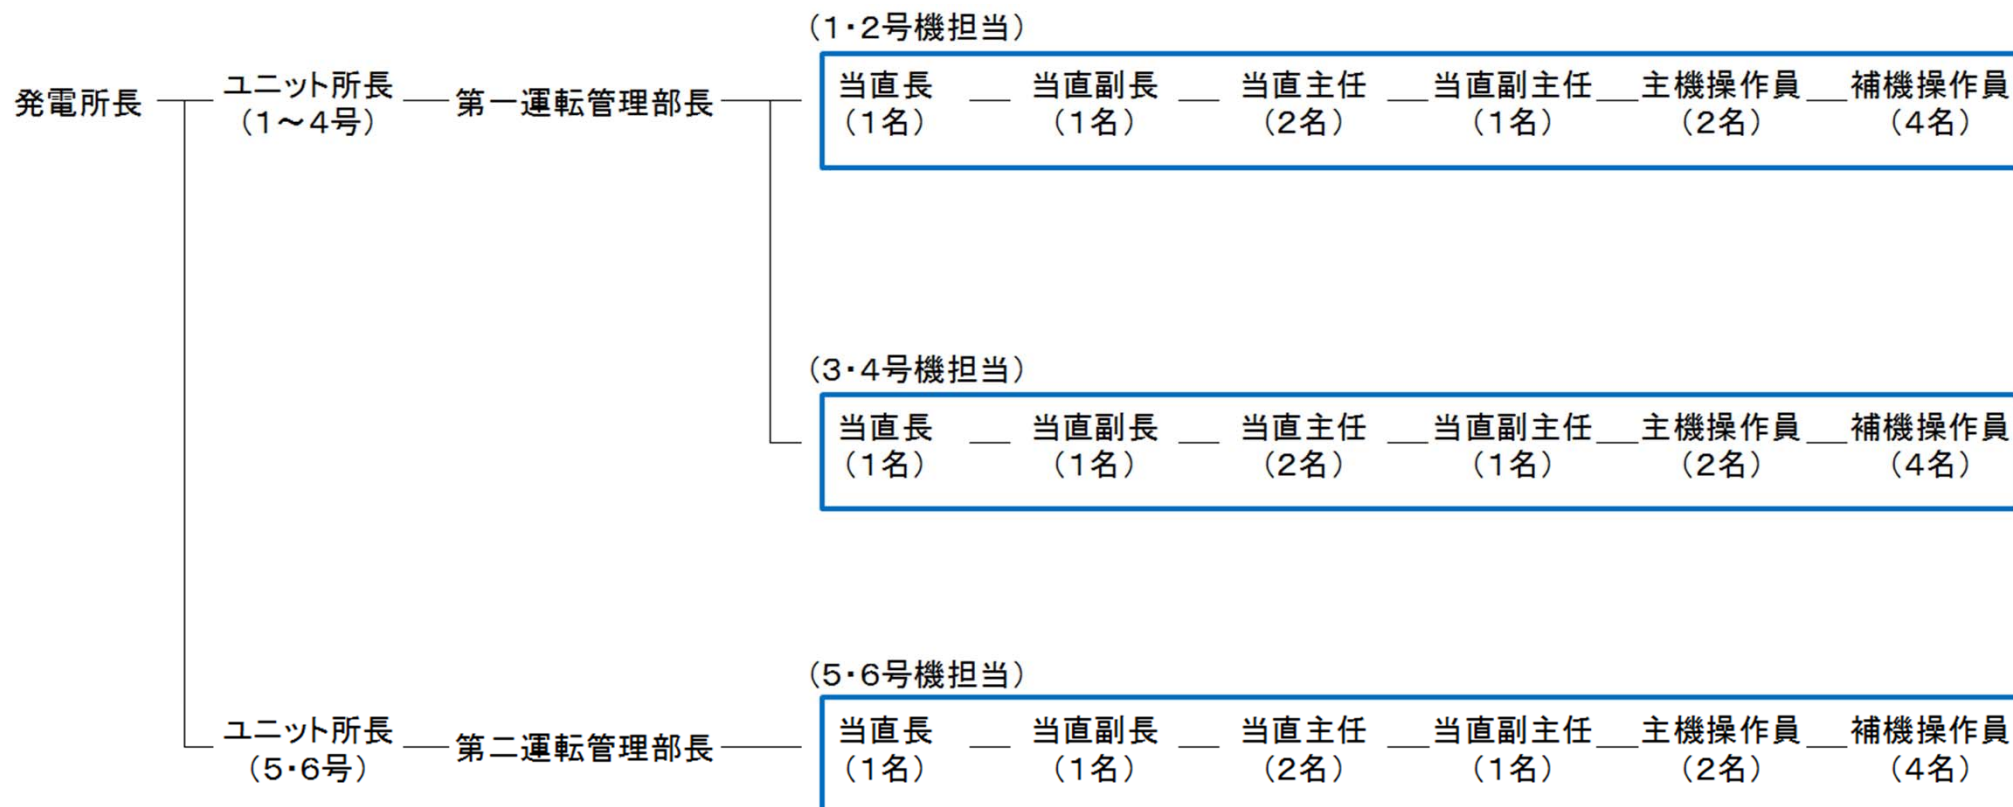 (1・2号機担当)
発電所長 ユニット所長 第一運転管理部長 当直長 当直副長 当直主任 当直副主任 主機操作員 補機操作員
(1～4号) (1名) (1名) (2名) (1名) (2名) (4名)
(3・4号機担当)
当直長 当直副長 当直主任 当直副主任 主機操作員 補機操作員
(1名) (1名) (2名) (1名) (2名) (4名)
(5・6号機担当)
ユニット所長 第二運転管理部長 当直長 当直副長 当直主任 当直副主任 主機操作員 補機操作員
(5・6号) (1名) (1名) (2名) (1名) (2名) (4名)